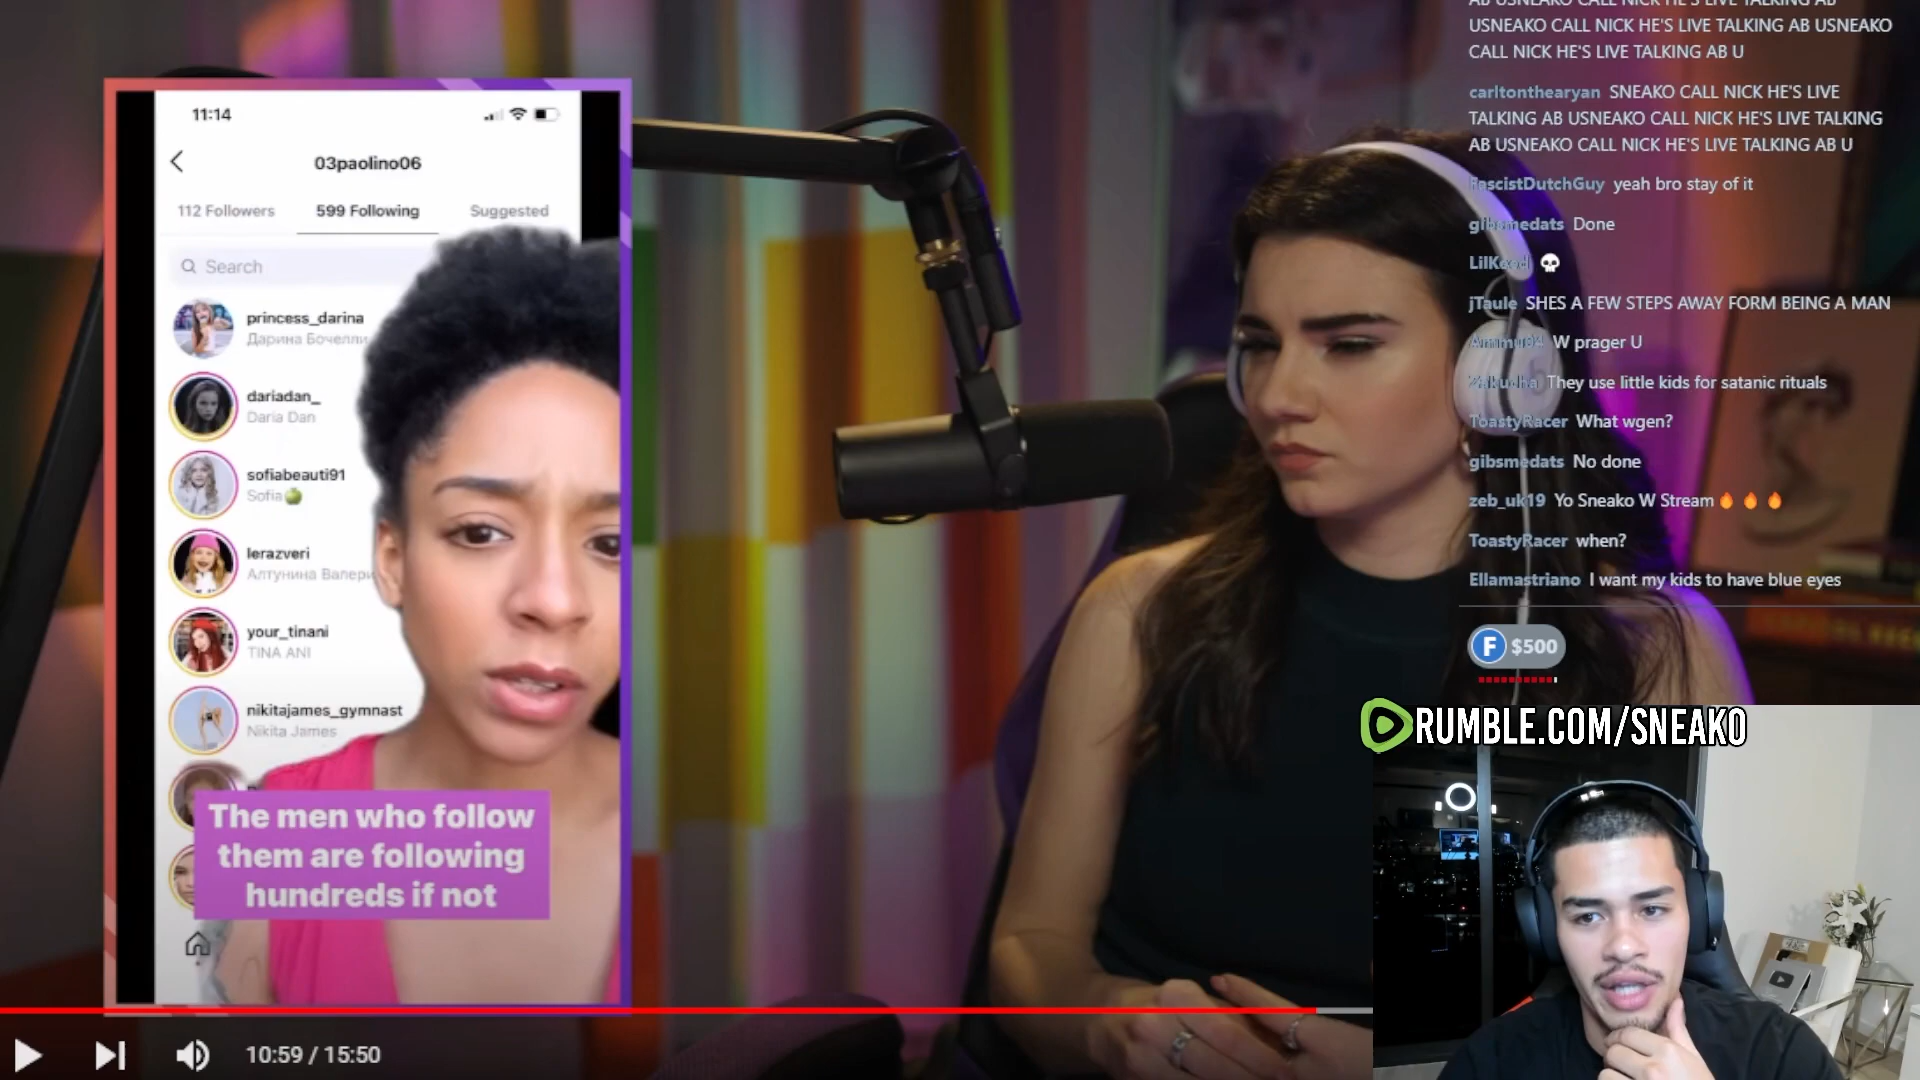 11:14
03paolino06
112 Followers 599 Following Suggested
Search
princess_darina
Дарина Бочелли
dariadan_
Daria Dan
sofiabeauti91
Sofia🍏
lerazveri
Алтунина Валери
your_tinani
TINA ANI
nikitajames_gymnast
Nikita James
The men who follow
them are following
hundreds if not
10:59 / 15:50
USNEAKO CALL NICK HE'S LIVE TALKING AB USNEAKO
CALL NICK HE'S LIVE TALKING AB U
carltonthearyan SNEAKO CALL NICK HE'S LIVE
TALKING AB USNEAKO CALL NICK HE'S LIVE TALKING
AB USNEAKO CALL NICK HE'S LIVE TALKING AB U
FascistDutchGuy yeah bro stay of it
gibsmedats Done
💀
jTaule SHES A FEW STEPS AWAY FORM BEING A MAN
W prager U
They use little kids for satanic rituals
ToastyRacer What wgen?
gibsmedats No done
zeb_uk19 Yo Sneako W Stream🔥 🔥 🔥
ToastyRacer when?
Ellamastriano I want my kids to have blue eyes
F $500
RUMBLE.COM/SNEAKO